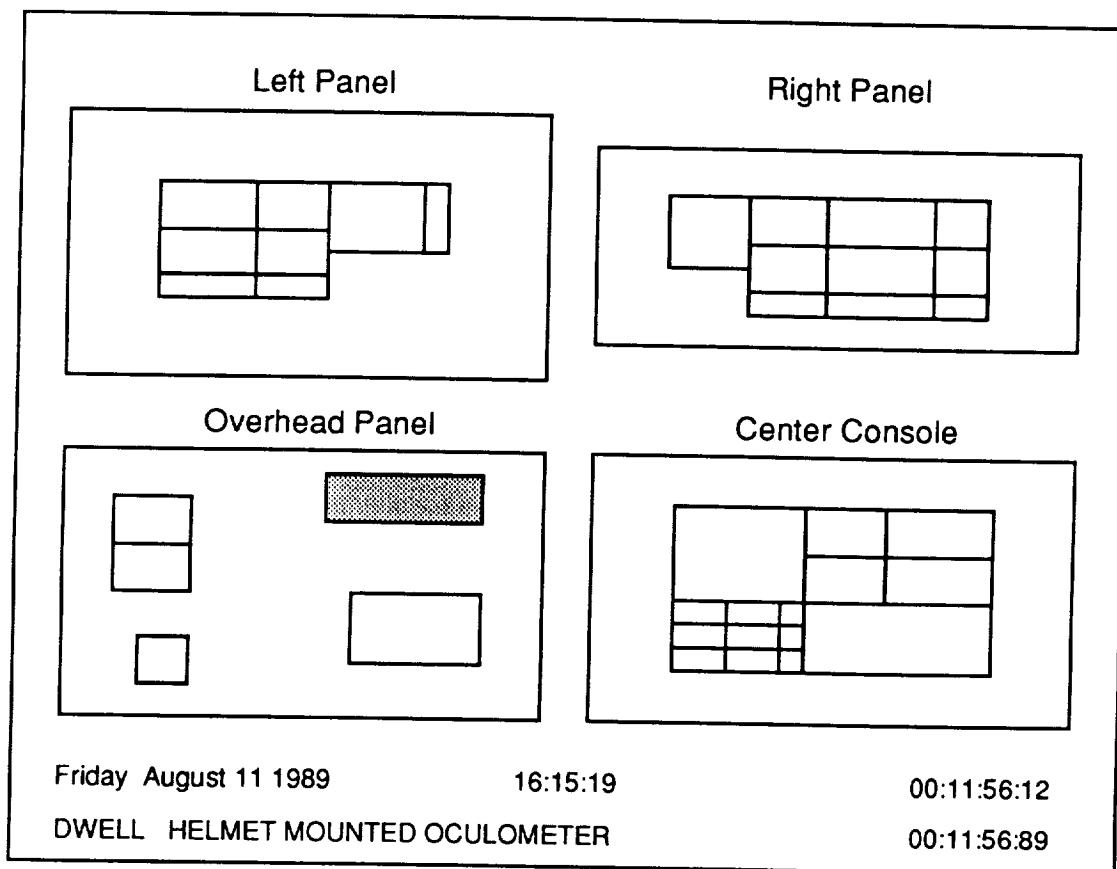 Left Panel
Right Panel
Overhead Panel
Center Console
Friday August 11 1989 16:15:19 00:11:56:12
DWELL HELMET MOUNTED OCULOMETER 00:11:56:89